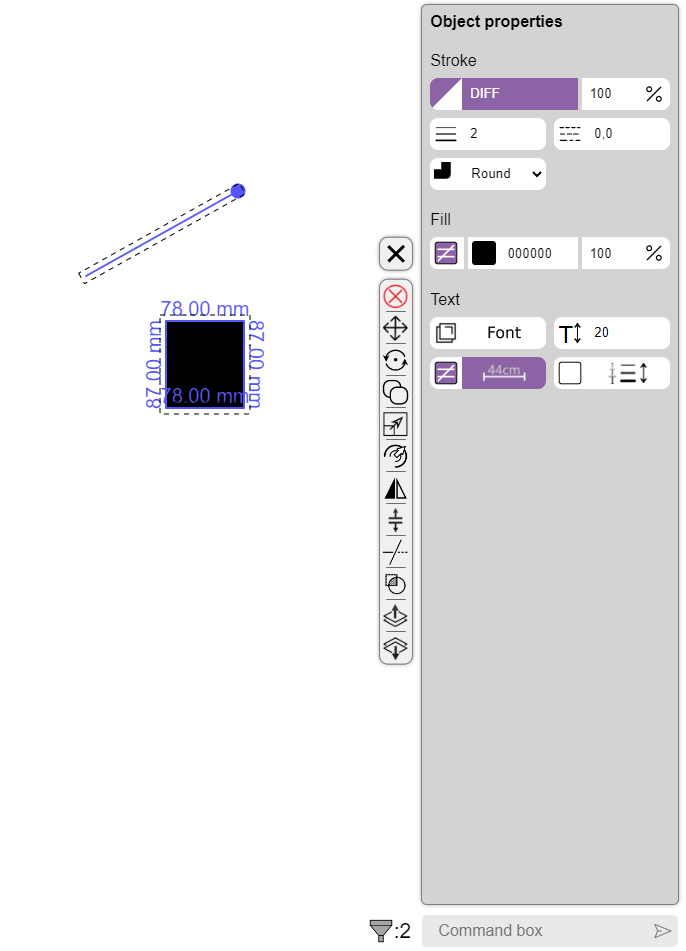 Object properties
Stroke
DIFF 100 %
2 0,0
Round
Fill
000000 100 %
Text
Font T 20
44cm
78.00 mm
87.00 mm 87.00 mm
78.00 mm
:2 Command box